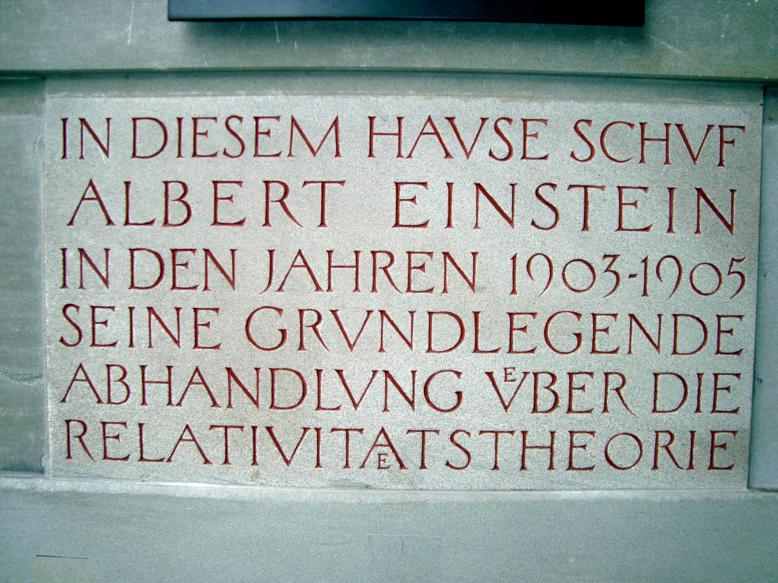 IN DIESEM HAVSE SCHVF
ALBERT EINSTEIN
IN DEN JAHREN 1903-1905
SEINE GRVNDLEGENDE
ABHANDLVNG VͤBER DIE
RELATIVITAͤTSTHEORIE